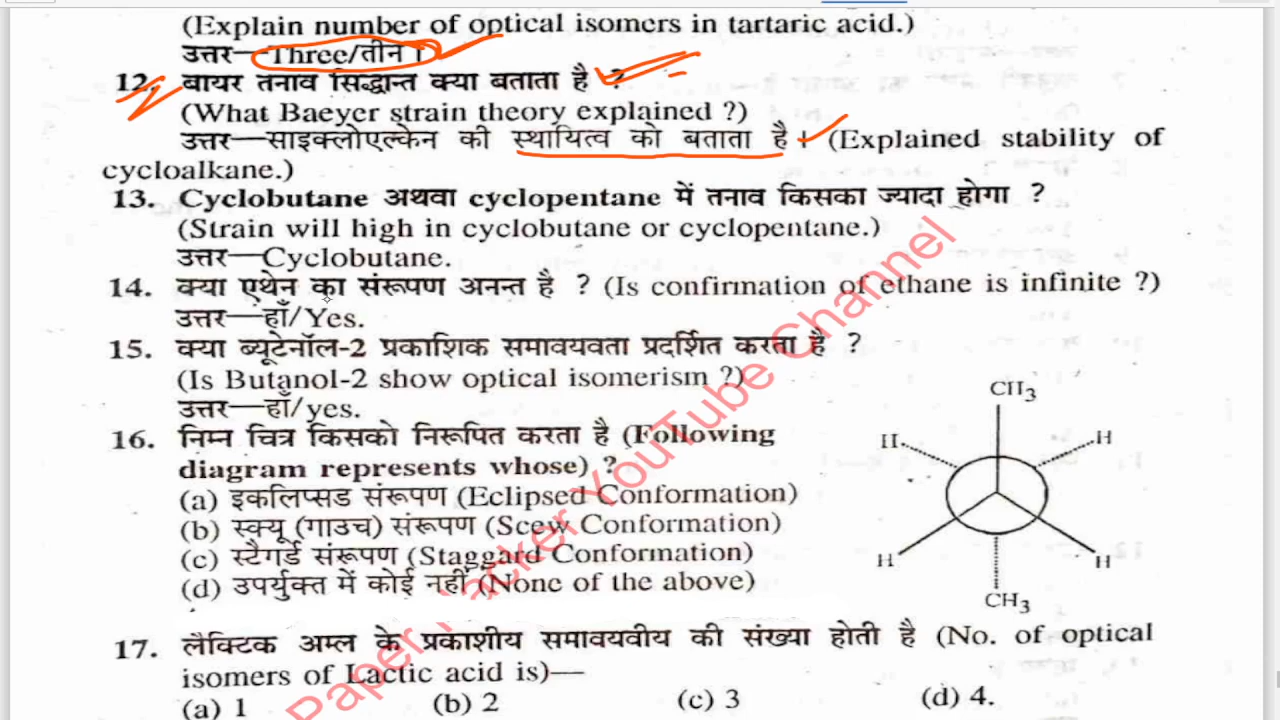 (Explain number of optical isomers in tartaric acid.)
उत्तर—Three/तीन।
12. बायर तनाव सिद्धान्त क्या बताता है ?
(What Baeyer strain theory explained ?)
उत्तर—साइक्लोएल्केन की स्थायित्व को बताता है। (Explained stability of
cycloalkane.)
13. Cyclobutane अथवा cyclopentane में तनाव किसका ज्यादा होगा ?
(Strain will high in cyclobutane or cyclopentane.)
उत्तर—Cyclobutane.
14. क्या एथेन का संरूपण अनन्त है ? (Is confirmation of ethane is infinite ?)
उत्तर—हाँ/Yes.
15. क्या ब्यूटेनॉल-2 प्रकाशिक समावयवता प्रदर्शित करता है ?
(Is Butanol-2 show optical isomerism ?)
उत्तर—हाँ/yes.
16. निम्न चित्र किसको निरूपित करता है (Following
diagram represents whose) ?
(a) इकलिप्सड संरूपण (Eclipsed Conformation)
(b) स्क्यू (गाउच) संरूपण (Scew Conformation)
(c) स्टैगर्ड संरूपण (Staggard Conformation)
(d) उपर्युक्त में कोई नहीं (None of the above)
CH3
H H
H H
CH3
17. लैक्टिक अम्ल के प्रकाशीय समावयवीय की संख्या होती है (No. of optical
isomers of Lactic acid is)—
(a) 1 (b) 2 (c) 3 (d) 4.
Paper Hacker YouTube Channel